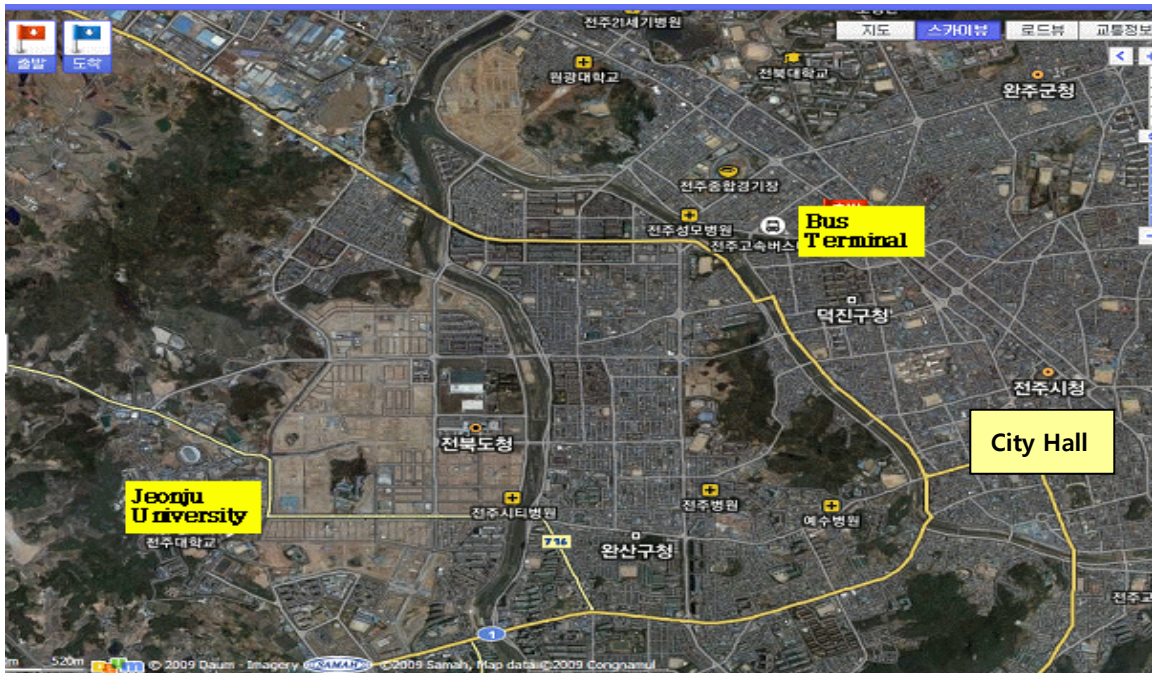 전주21세기병원
지도
스카이뷰
로드뷰
교통정보
출발
도착
원광대학교
전북대학교
완주군청
전주종합경기장
전주성모병원
전주고속버스
Bus
Terminal
덕진구청
전주시청
City Hall
전북도청
Jeonju
University
전주대학교
전주시티병원
전주병원
예수병원
716
완산구청
1
520m
© 2009 Daum - Imagery SAMAH ©2009 Samah, Map data ©2009 Congnamul